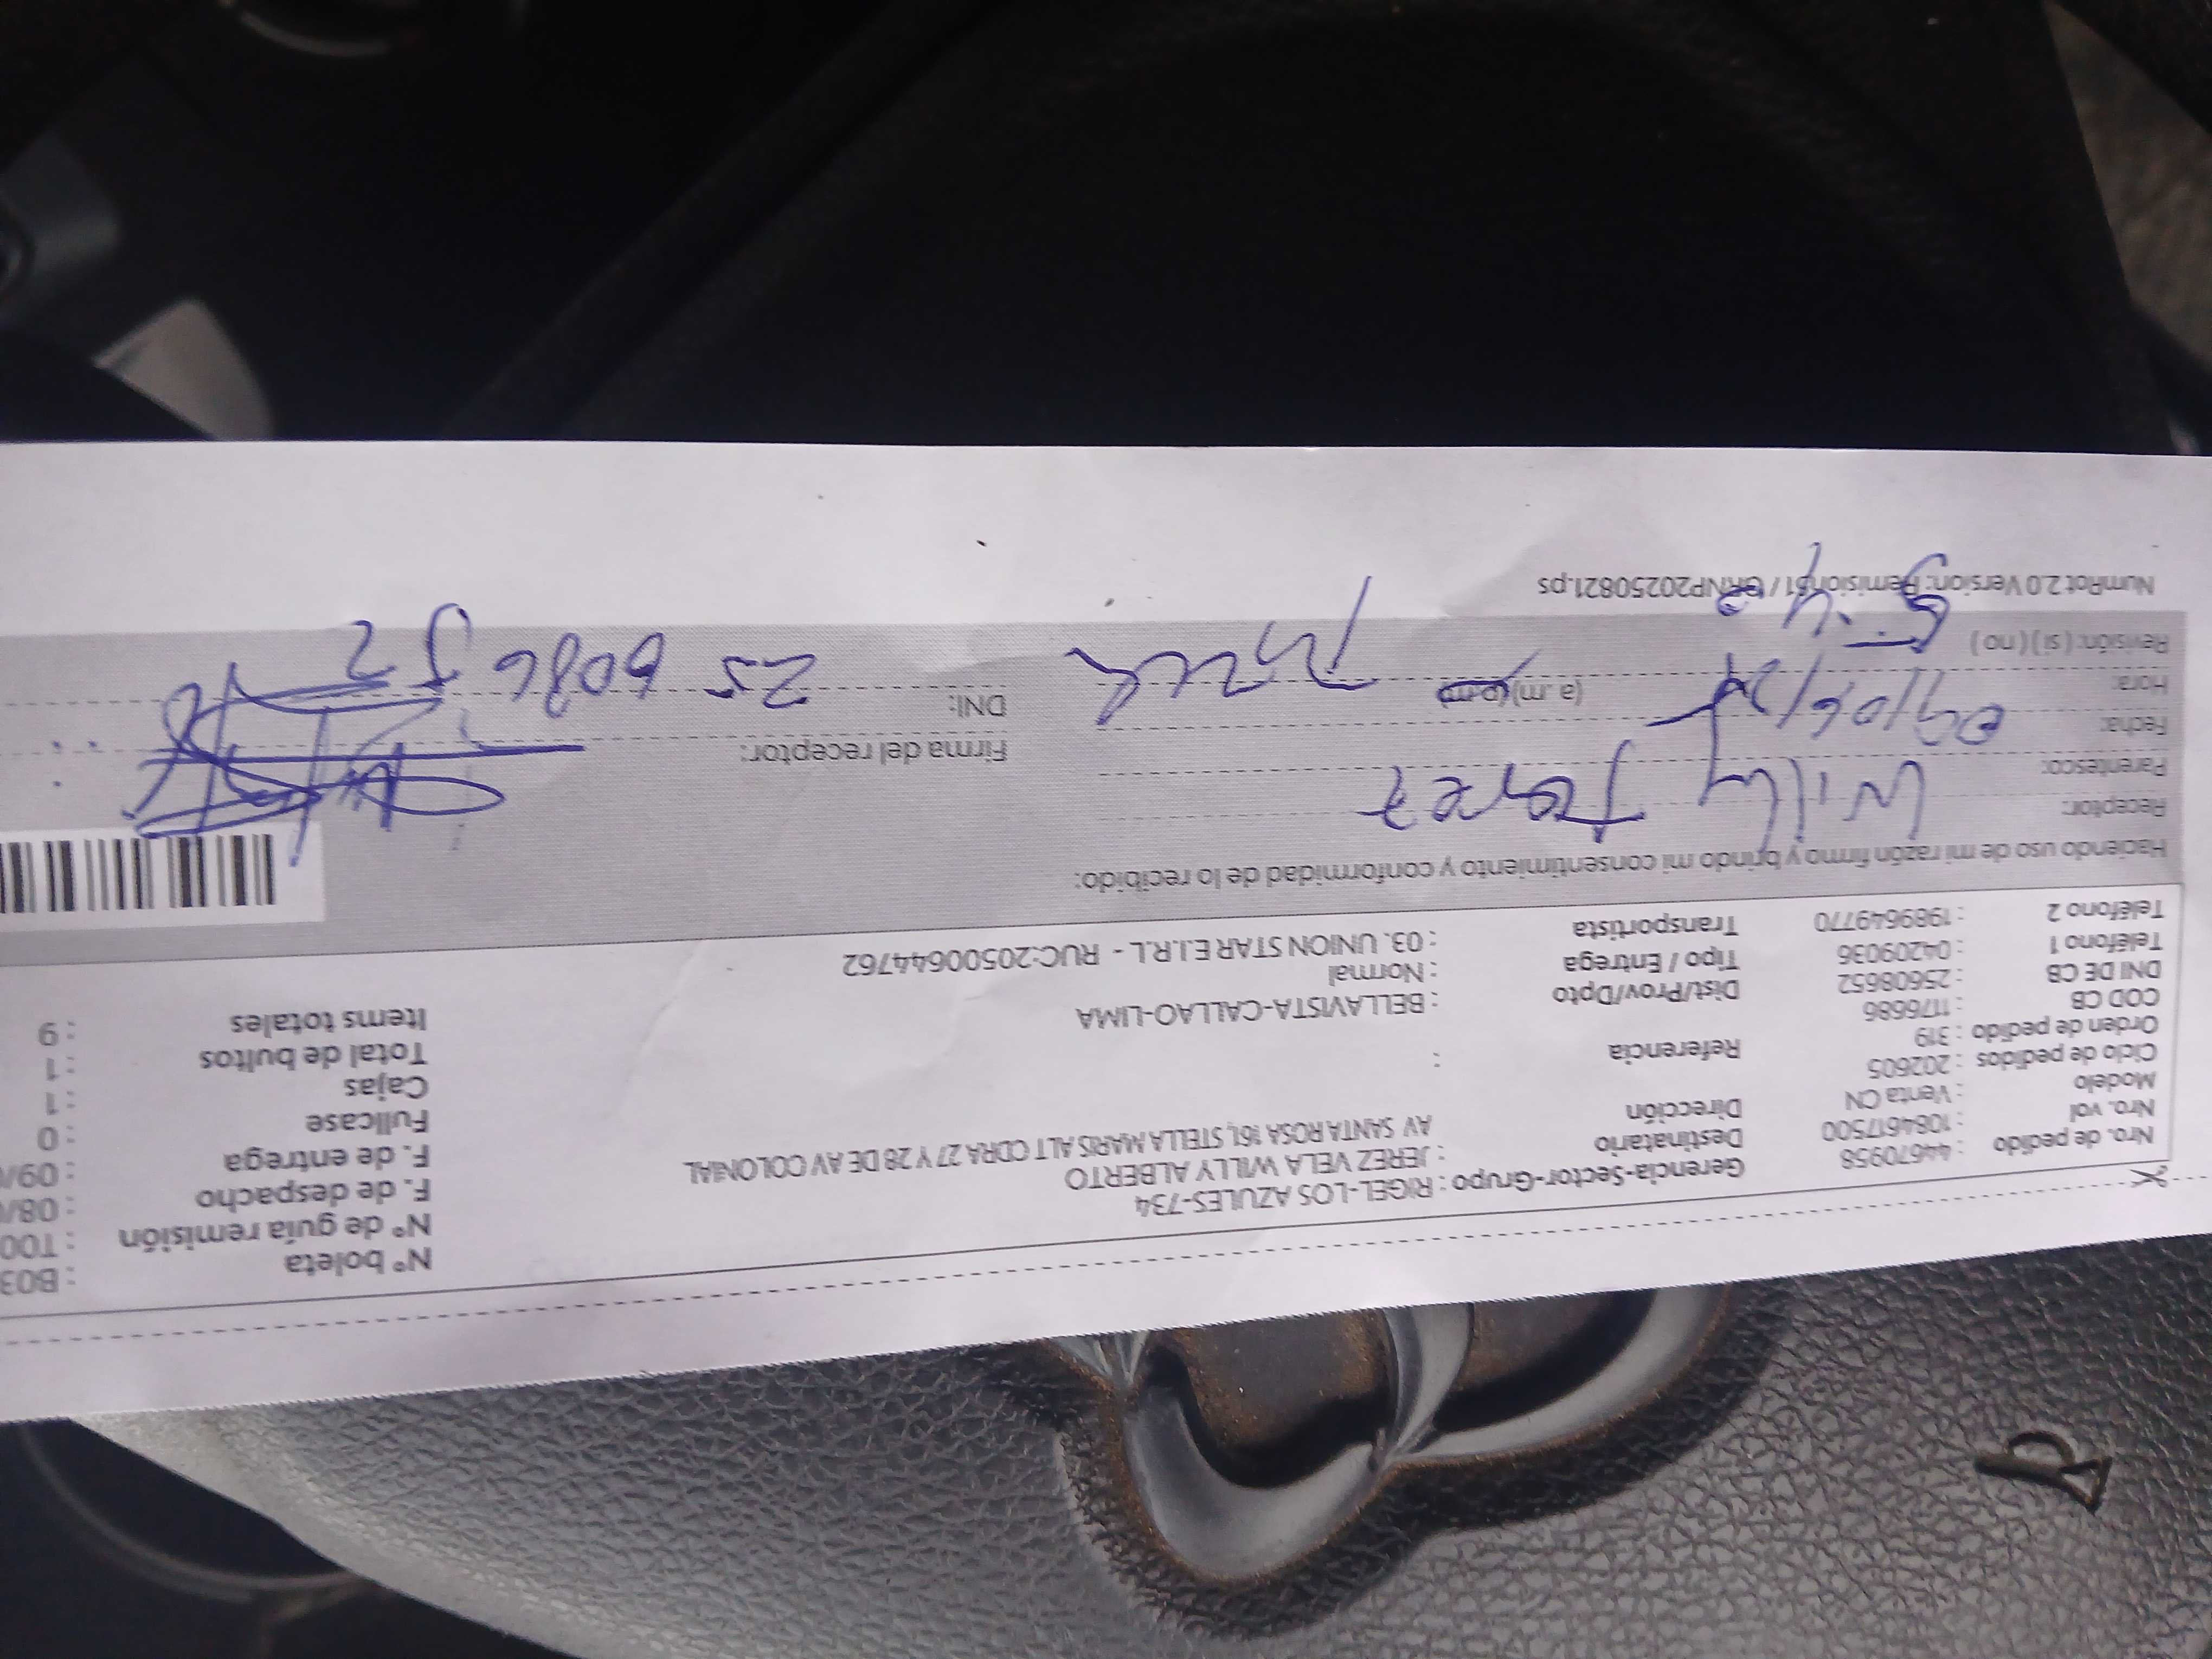 Nº boleta : B03
Nº de guía remisión : T00
F. de despacho : 08/
F. de entrega : 09/
Fullcase : 0
Cajas : 1
Total de bultos : 1
Items totales : 9
Nro. de pedido : 44670958
Nro. vol : 1084617500
Modelo : Venta CN
Ciclo de pedidos : 202605
Orden de pedido : 319
COD CB : 1176686
DNI DE CB : 25608652
Teléfono 1 : 04209036
Teléfono 2 : 1989649770
Gerencia-Sector-Grupo : RIGEL-LOS AZULES-734
Destinatario : JEREZ VELA WILLY ALBERTO
Dirección AV SANTA ROSA 161, STELLA MARIS ALT CDRA 27 Y 28 DE AV COLONIAL
Referencia :
Dist/Prov/Dpto : BELLAVISTA-CALLAO-LIMA
Tipo / Entrega : Normal
Transportista : 03. UNION STAR E.I.R.L - RUC:20500644762
Haciendo uso de mi razón firmo y brindo mi consentimiento y conformidad de lo recibido:
Receptor: Willy Jerez
Parentesco:
Fecha: 09/06/2
Hora: (a.m)(p.m)
Revisión: ( si ) ( no )
Firma del receptor:
DNI: 25608652
NumRot 2.0 Version: Remision31 / GRNP20250821.ps